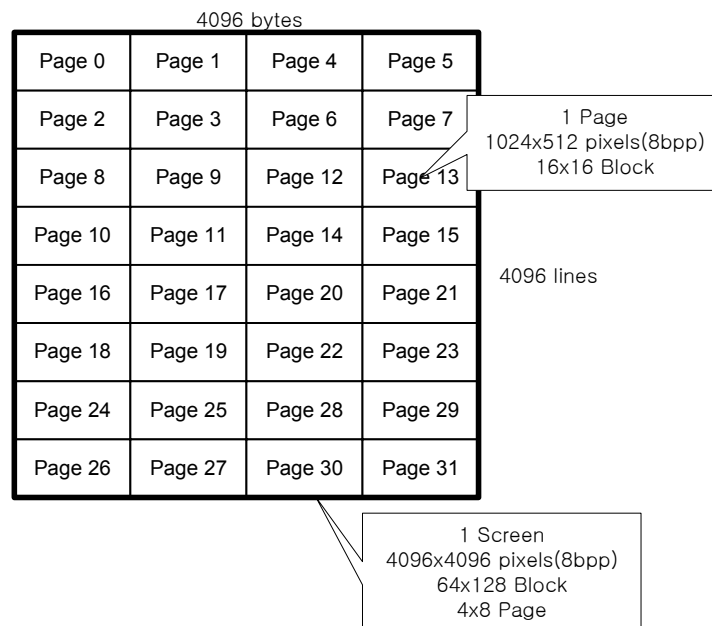 4096 bytes
Page 0 Page 1 Page 4 Page 5
Page 2 Page 3 Page 6 Page 7
1 Page
1024x512 pixels(8bpp)
16x16 Block
Page 8 Page 9 Page 12 Page 13
Page 10 Page 11 Page 14 Page 15
4096 lines
Page 16 Page 17 Page 20 Page 21
Page 18 Page 19 Page 22 Page 23
Page 24 Page 25 Page 28 Page 29
Page 26 Page 27 Page 30 Page 31
1 Screen
4096x4096 pixels(8bpp)
64x128 Block
4x8 Page